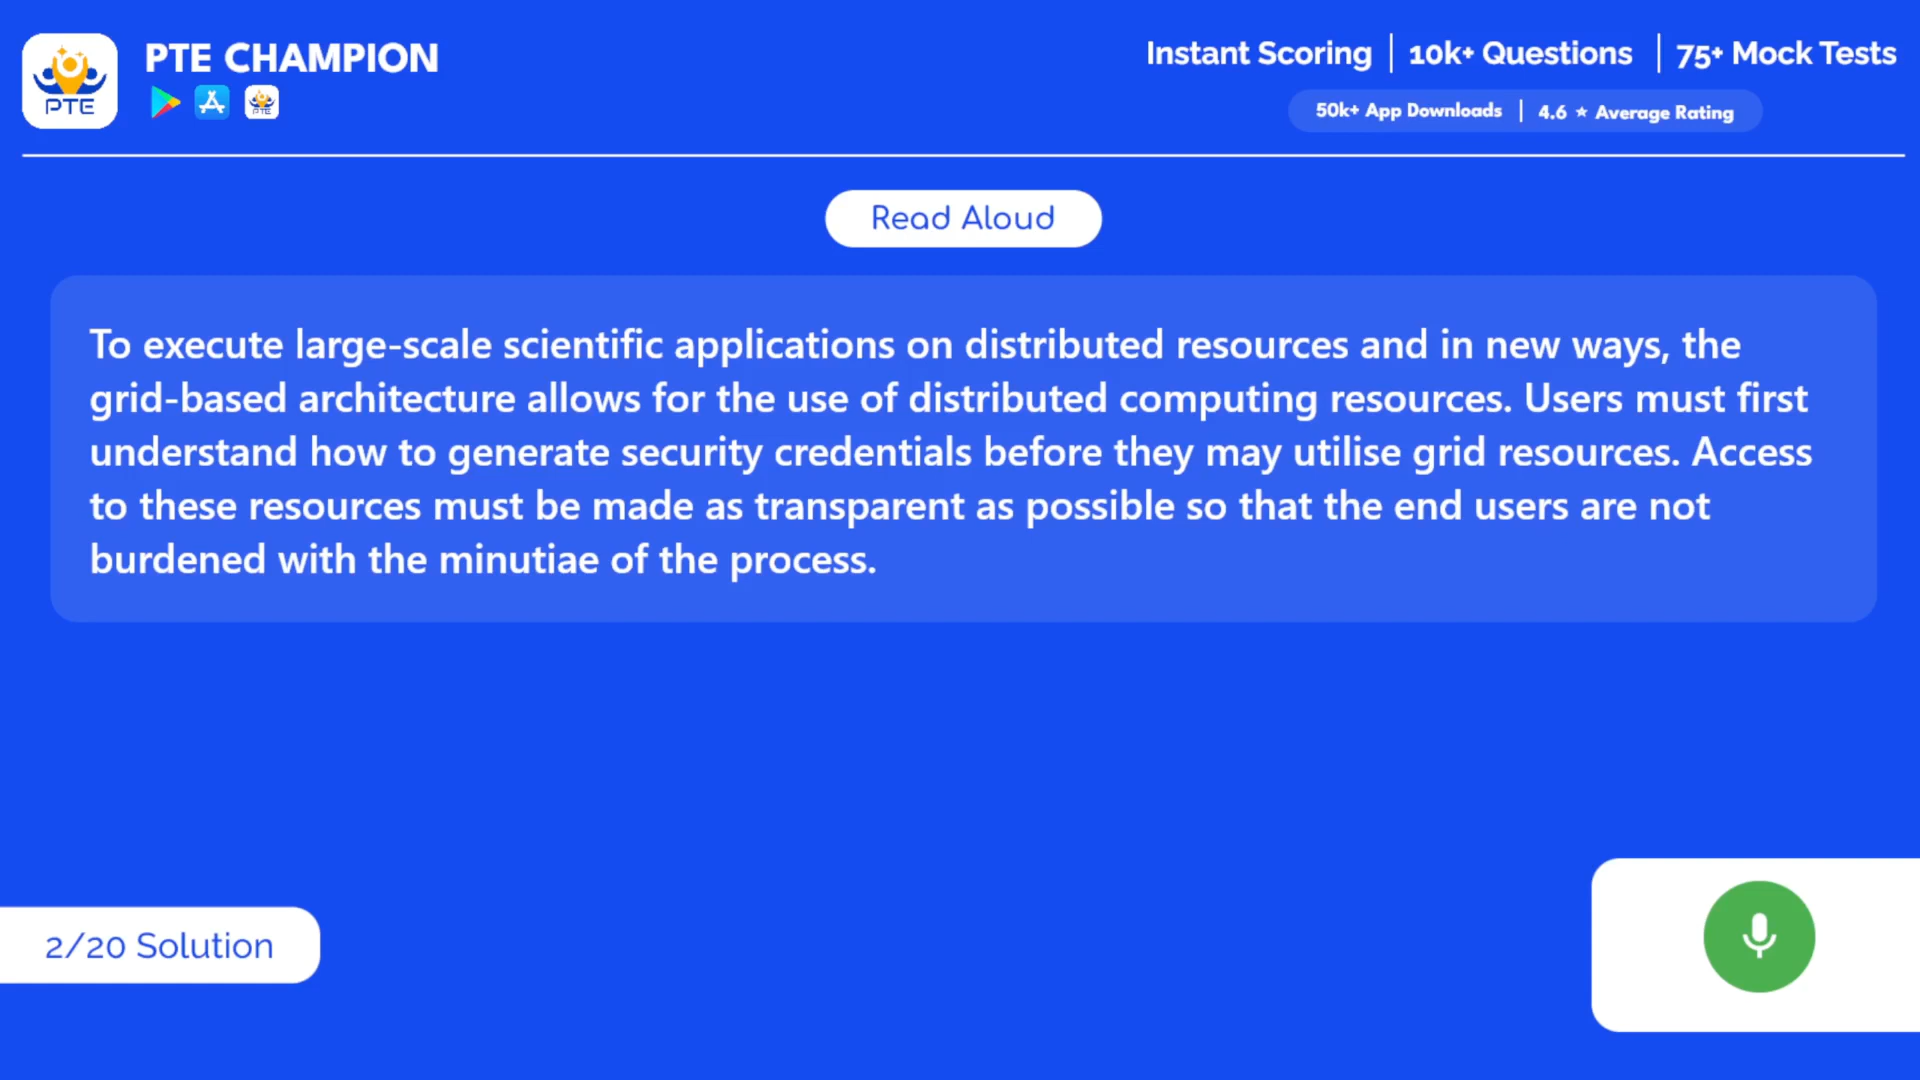 PTE CHAMPION
PTE
PTE
Instant Scoring | 10k+ Questions | 75+ Mock Tests
50k+ App Downloads | 4.6 ★ Average Rating
Read Aloud
To execute large-scale scientific applications on distributed resources and in new ways, the
grid-based architecture allows for the use of distributed computing resources. Users must first
understand how to generate security credentials before they may utilise grid resources. Access
to these resources must be made as transparent as possible so that the end users are not
burdened with the minutiae of the process.
2/20 Solution